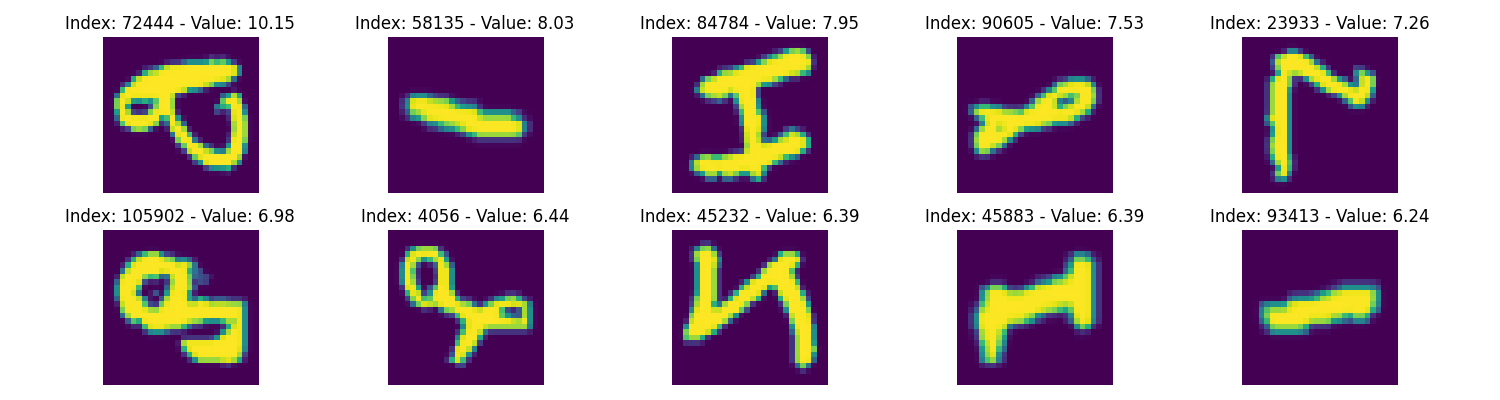 Index: 72444 - Value: 10.15 Index: 58135 - Value: 8.03 Index: 84784 - Value: 7.95 Index: 90605 - Value: 7.53 Index: 23933 - Value: 7.26
Index: 105902 - Value: 6.98 Index: 4056 - Value: 6.44 Index: 45232 - Value: 6.39 Index: 45883 - Value: 6.39 Index: 93413 - Value: 6.24